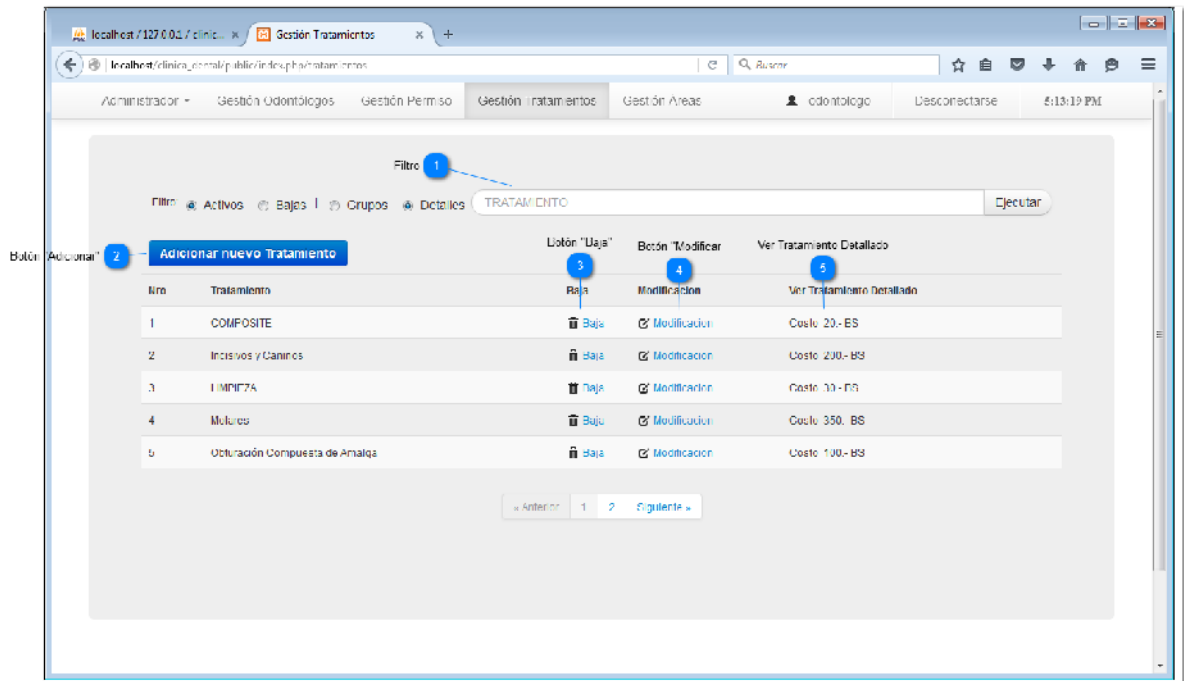 localhost / 127.0.0.1 / clinic... × Gestión Tratamientos × +
localhost/clinica_dental/public/index.php/tratamientos Buscar
Administrador Gestión Odontólogos Gestión Permiso Gestión Tratamientos Gestión Areas odontologo Desconectarse 5:13:19 PM
Filtro 1
Filtro: Activos Bajas | Grupos Detalles TRATAMIENTO Ejecutar
Botón "Adicionar" 2 Adicionar nuevo Tratamiento
Botón "Baja" Botón "Modificar Ver Tratamiento Detallado
3 4 5
Nro Tratamiento Baja Modificacion Ver Tratamiento Detallado
1 COMPOSITE Baja Modificacion Costo 20.- BS
2 Incisivos y Caninos Baja Modificacion Costo 200.- BS
3 LIMPIEZA Baja Modificacion Costo 30.- BS
4 Molares Baja Modificacion Costo 350.- BS
5 Obturación Compuesta de Amalga Baja Modificacion Costo 100.- BS
« Anterior 1 2 Siguiente »